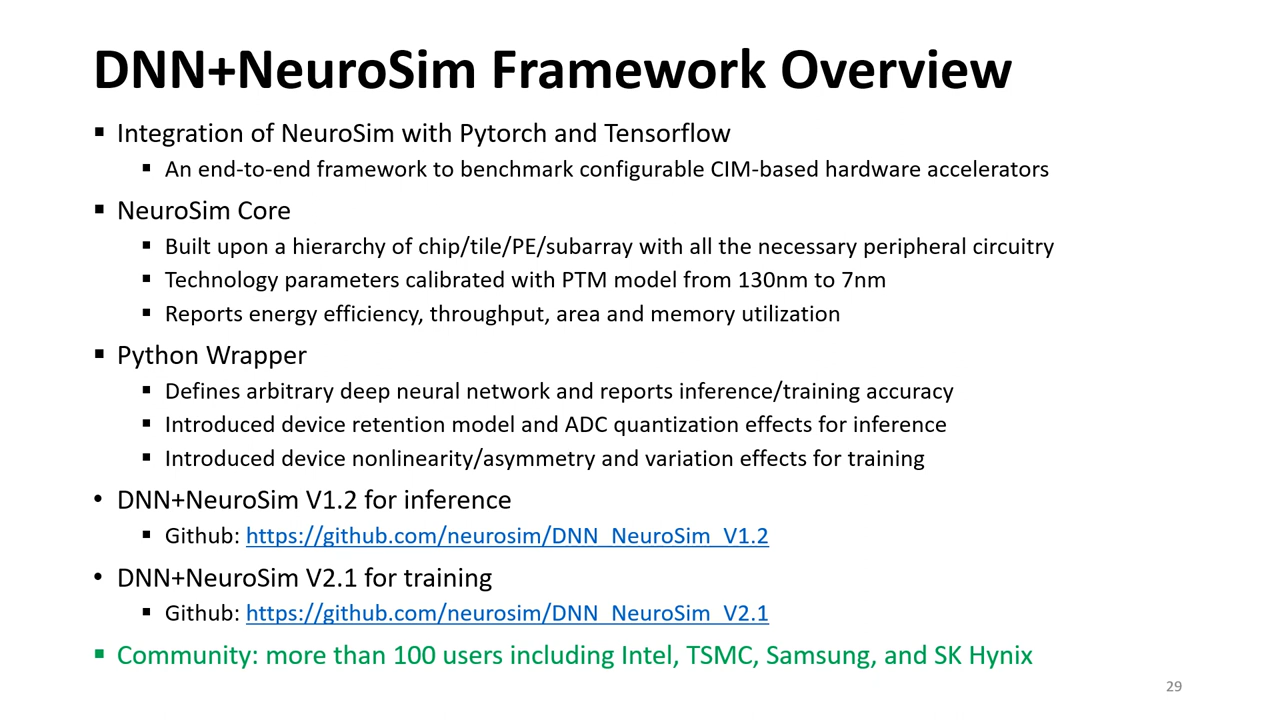 DNN+NeuroSim Framework Overview
▪ Integration of NeuroSim with Pytorch and Tensorflow
▪ An end-to-end framework to benchmark configurable CIM-based hardware accelerators
▪ NeuroSim Core
▪ Built upon a hierarchy of chip/tile/PE/subarray with all the necessary peripheral circuitry
▪ Technology parameters calibrated with PTM model from 130nm to 7nm
▪ Reports energy efficiency, throughput, area and memory utilization
▪ Python Wrapper
▪ Defines arbitrary deep neural network and reports inference/training accuracy
▪ Introduced device retention model and ADC quantization effects for inference
▪ Introduced device nonlinearity/asymmetry and variation effects for training
• DNN+NeuroSim V1.2 for inference
▪ Github: https://github.com/neurosim/DNN_NeuroSim_V1.2
• DNN+NeuroSim V2.1 for training
▪ Github: https://github.com/neurosim/DNN_NeuroSim_V2.1
▪ Community: more than 100 users including Intel, TSMC, Samsung, and SK Hynix
29